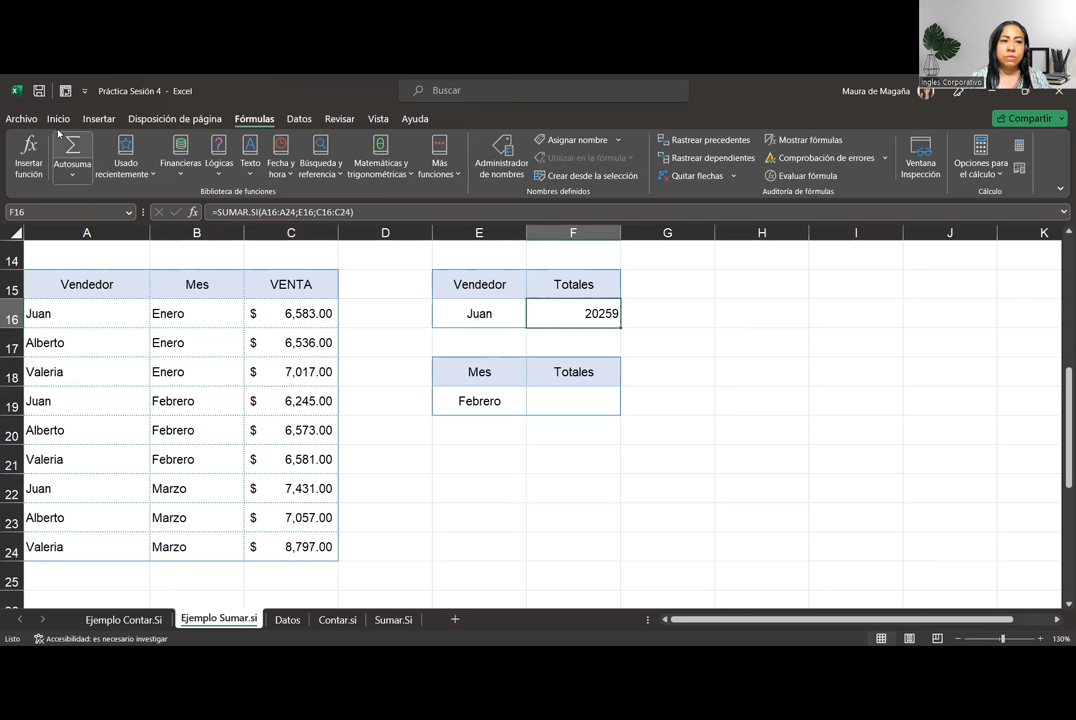 Ingles Corporativo
Práctica Sesión 4 - Excel
Buscar
Maura de Magaña
Archivo Inicio Insertar Disposición de página Fórmulas Datos Revisar Vista Ayuda
Compartir
Insertar función
Autosuma
Usado recientemente
Financieras
Lógicas
Texto
Fecha y hora
Búsqueda y referencia
Matemáticas y trigonométricas
Más funciones
Biblioteca de funciones
Administrador de nombres
Asignar nombre
Utilizar en la fórmula
Crear desde la selección
Nombres definidos
Rastrear precedentes
Rastrear dependientes
Quitar flechas
Mostrar fórmulas
Comprobación de errores
Evaluar fórmula
Auditoría de fórmulas
Ventana Inspección
Opciones para el cálculo
Cálculo
F16 fx =SUMAR.SI(A16:A24;E16;C16:C24)
A B C D E F G H I J K
14
15 Vendedor Mes VENTA Vendedor Totales
16 Juan Enero $ 6,583.00 Juan 20259
17 Alberto Enero $ 6,536.00
18 Valeria Enero $ 7,017.00 Mes Totales
19 Juan Febrero $ 6,245.00 Febrero
20 Alberto Febrero $ 6,573.00
21 Valeria Febrero $ 6,581.00
22 Juan Marzo $ 7,431.00
23 Alberto Marzo $ 7,057.00
24 Valeria Marzo $ 8,797.00
25
Ejemplo Contar.Si Ejemplo Sumar.si Datos Contar.si Sumar.Si
Listo Accesibilidad: es necesario investigar 130%